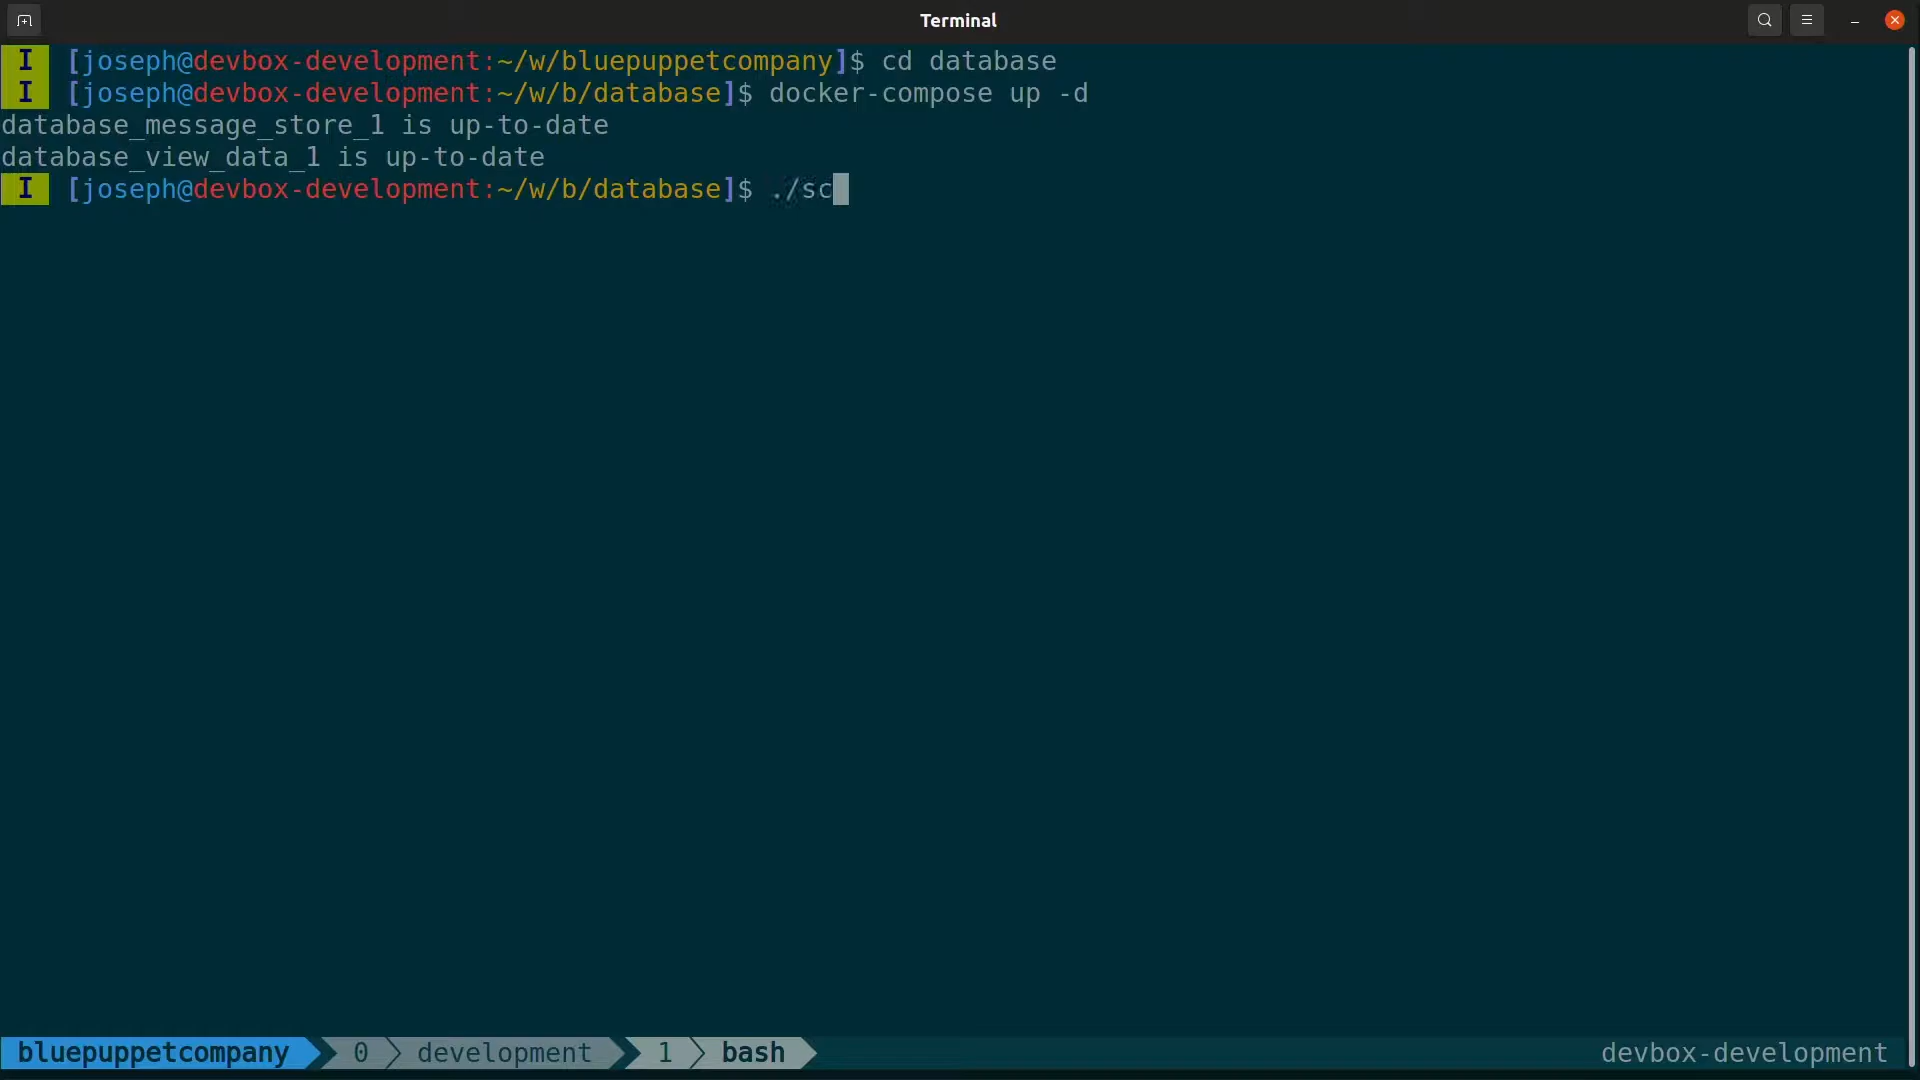 Terminal
I [joseph@devbox-development:~/w/bluepuppetcompany]$ cd database
I [joseph@devbox-development:~/w/b/database]$ docker-compose up -d
database_message_store_1 is up-to-date
database_view_data_1 is up-to-date
I [joseph@devbox-development:~/w/b/database]$ ./sc
bluepuppetcompany 0 development 1 bash devbox-development